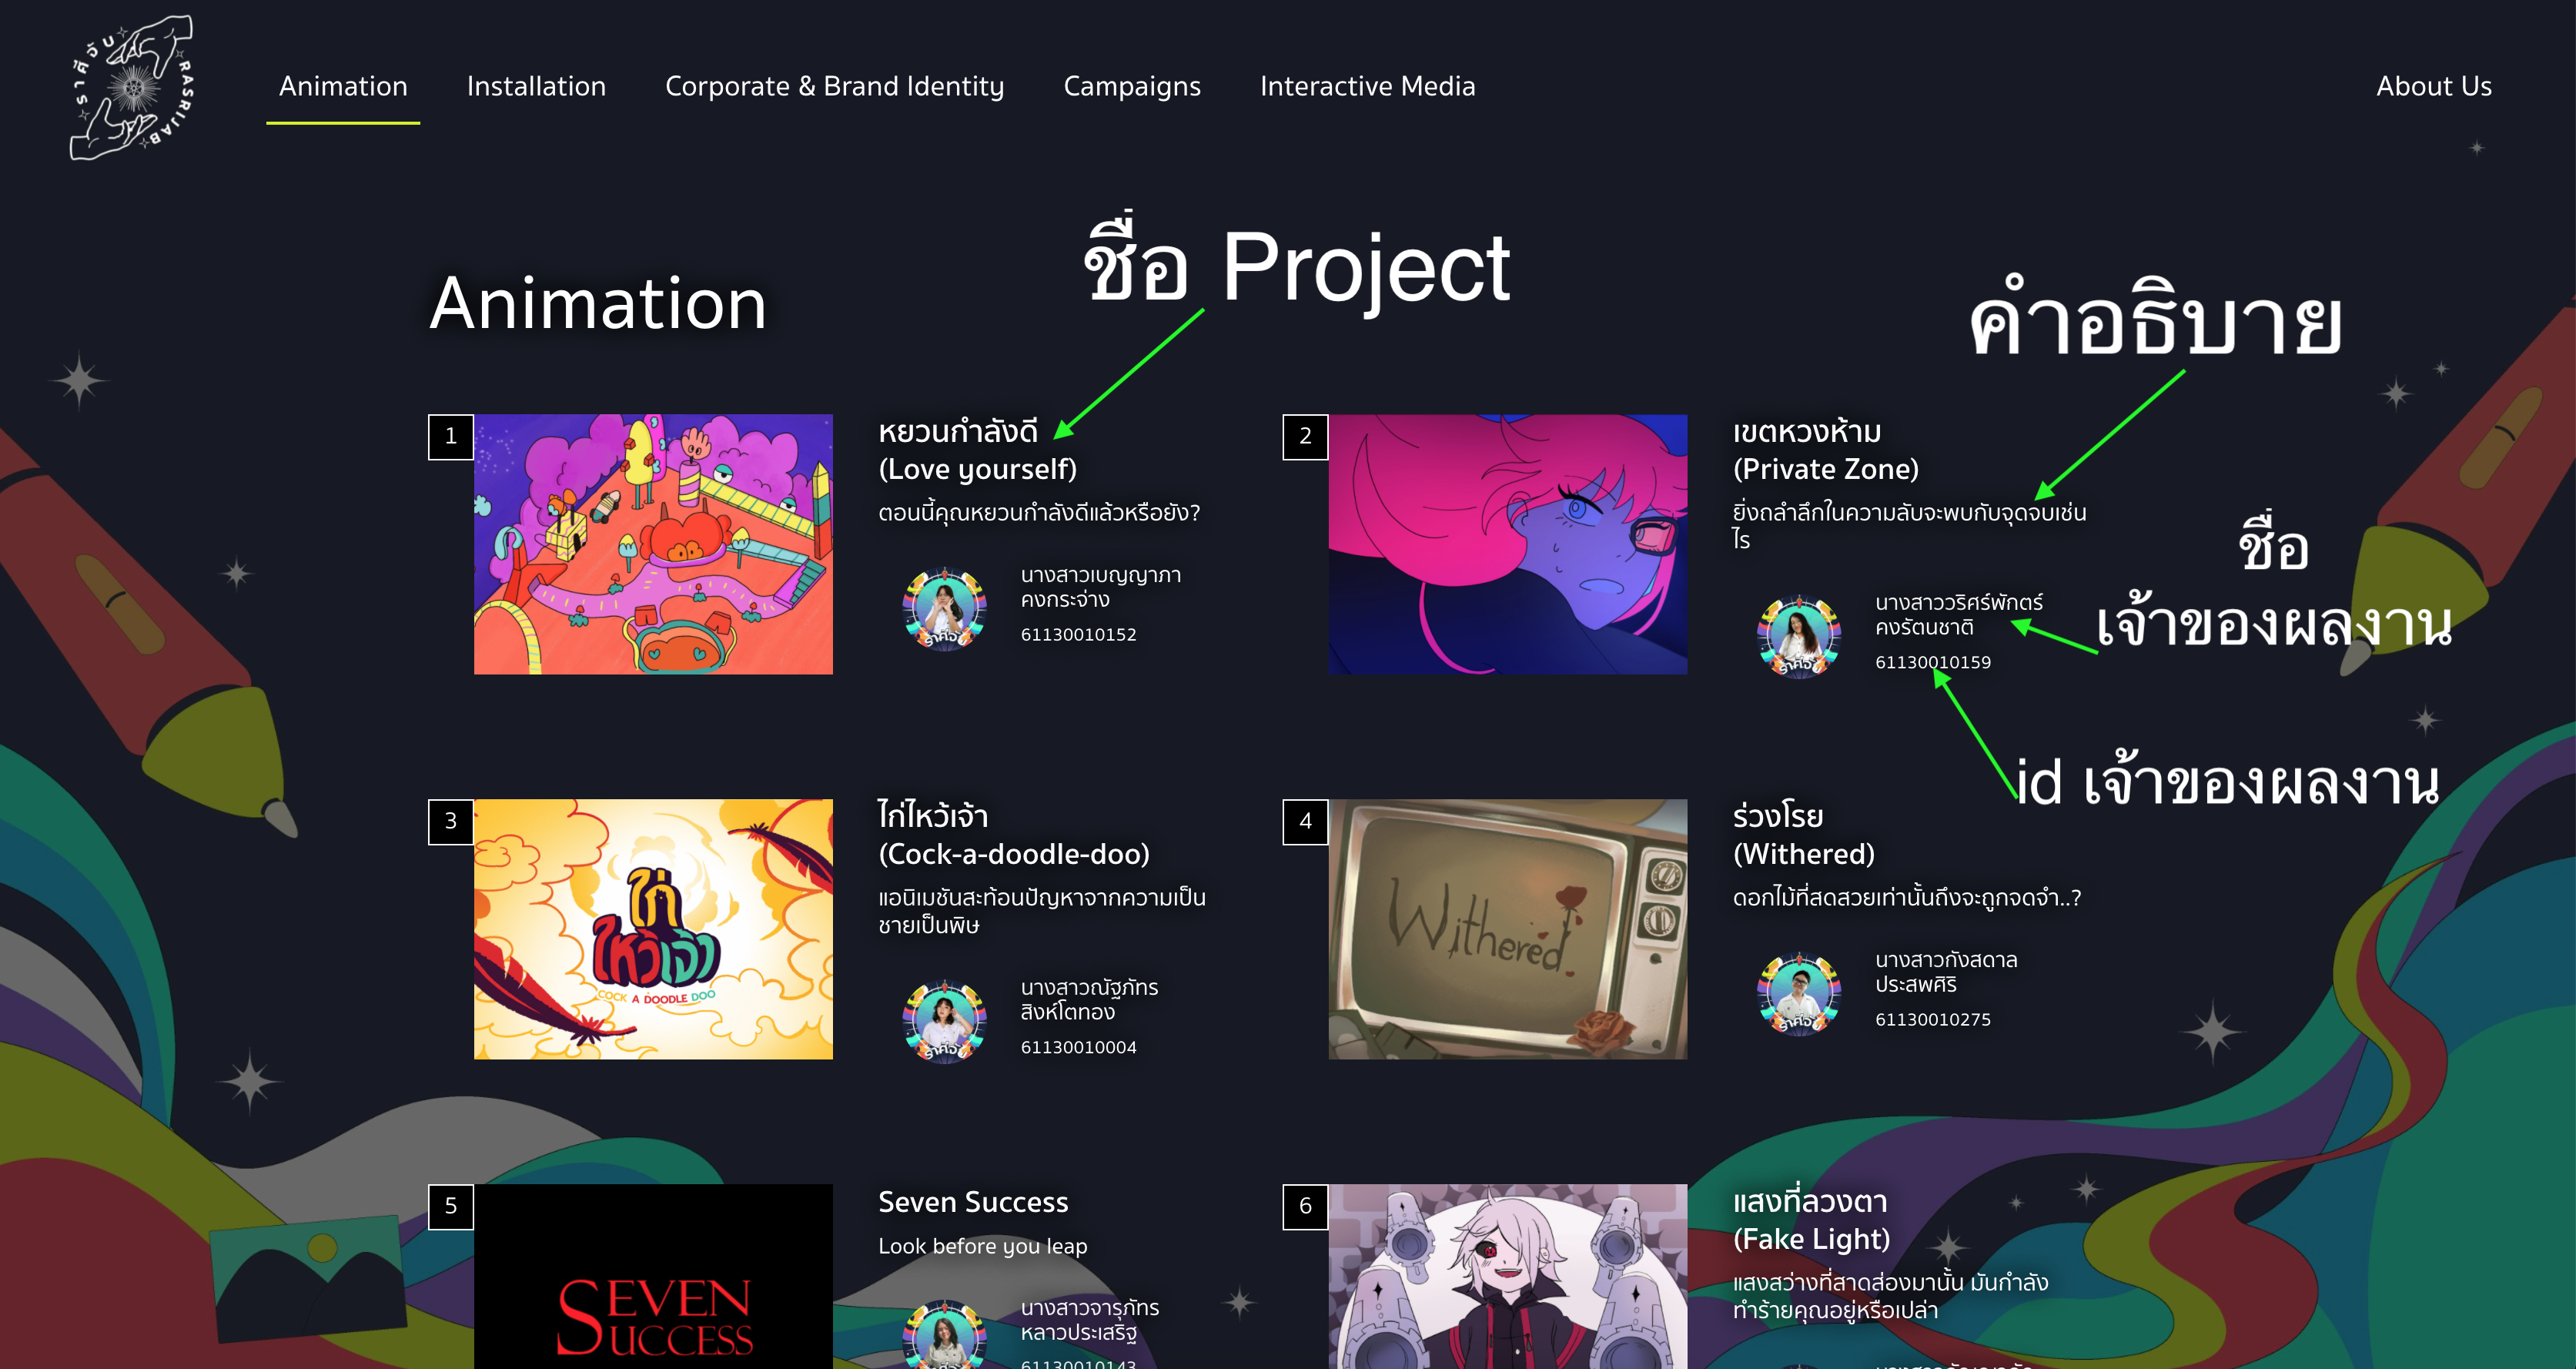 ราศีจับ
RASRIJAB
Animation
Installation
Corporate & Brand Identity
Campaigns
Interactive Media
About Us
ชื่อ Project
คำอธิบาย
Animation
1
หยวนกำลังดี
(Love yourself)
ตอนนี้คุณหยวนกำลังดีแล้วหรือยัง?
นางสาวเบญญาภา
คงกระจ่าง
61130010152
2
เขตหวงห้าม
(Private Zone)
ยิ่งถลำลึกในความลับจะพบกับจุดจบเช่น
ไร
นางสาววริศร์พักตร์
คงรัตนชาติ
61130010159
ชื่อ
เจ้าของผลงาน
id เจ้าของผลงาน
3
ไก่
ไหว้เจ้า
COCK A DOODLE DOO
ไก่ไหว้เจ้า
(Cock-a-doodle-doo)
แอนิเมชันสะท้อนปัญหาจากความเป็น
ชายเป็นพิษ
นางสาวณัฐภัทร
สิงห์โตทอง
61130010004
4
Withered
ร่วงโรย
(Withered)
ดอกไม้ที่สดสวยเท่านั้นถึงจะถูกจดจำ..?
นางสาวกังสดาล
ประสพศิริ
61130010275
5
SEVEN
SUCCESS
Seven Success
Look before you leap
นางสาวจารุภัทร
หลาวประเสริฐ
61130010143
6
แสงที่ลวงตา
(Fake Light)
แสงสว่างที่สาดส่องมานั้น มันกำลัง
ทำร้ายคุณอยู่หรือเปล่า